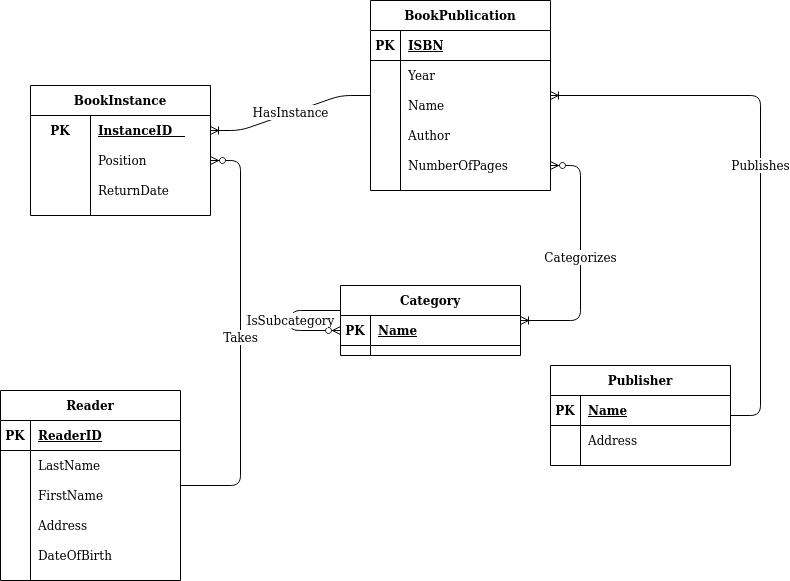 BookPublication
PK ISBN
Year
Name
Author
NumberOfPages
BookInstance
PK InstanceID
Position
ReturnDate
HasInstance
Publishes
Categorizes
Category
PK Name
IsSubcategory
Takes
Publisher
PK Name
Address
Reader
PK ReaderID
LastName
FirstName
Address
DateOfBirth